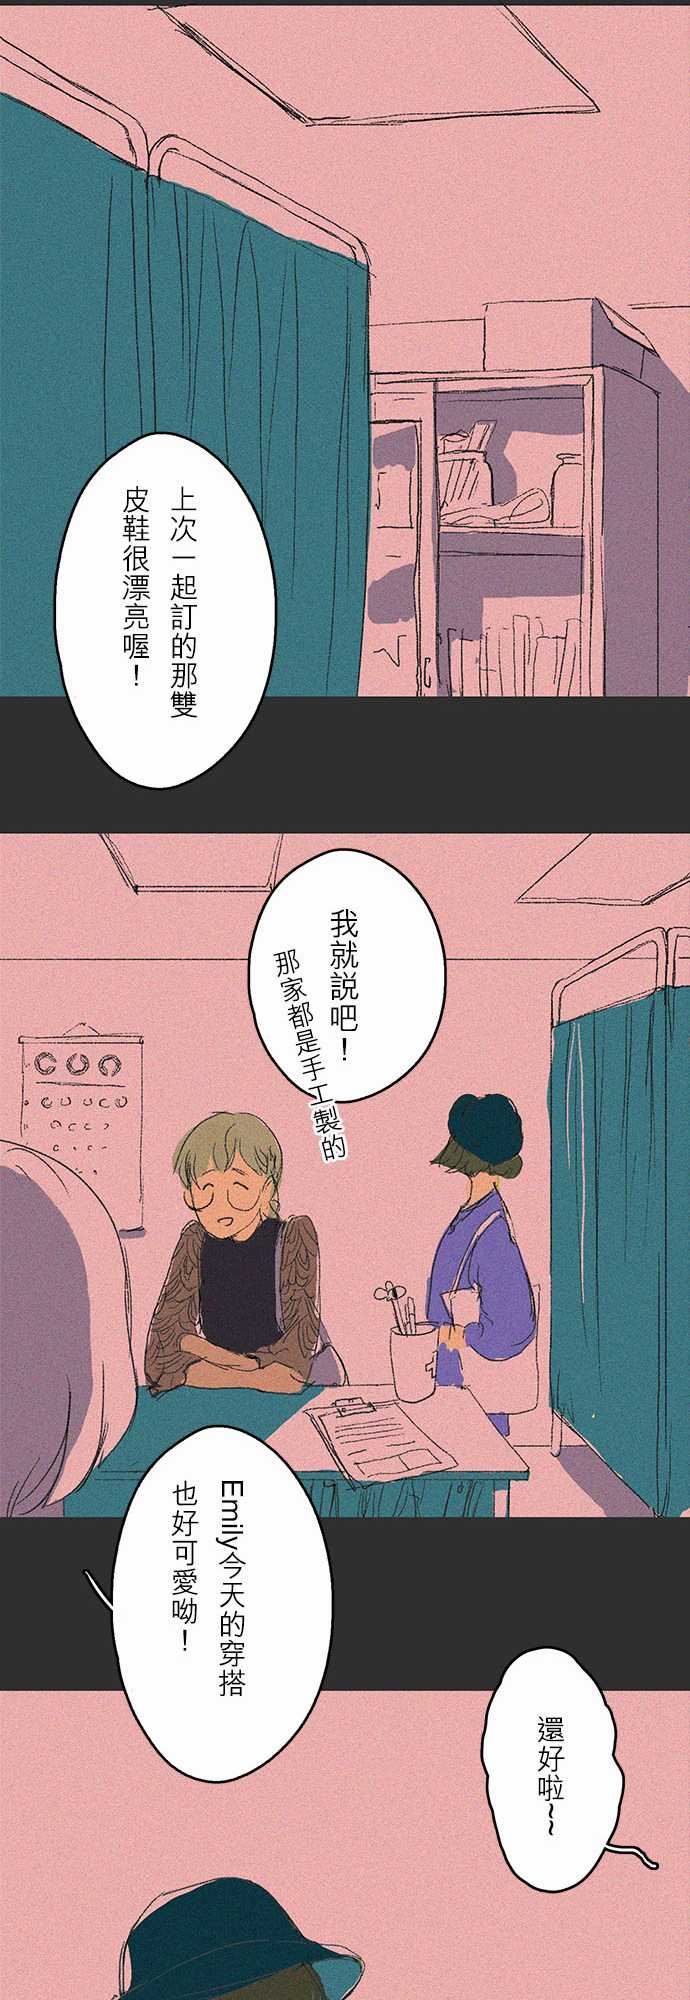 上次一起訂的那雙
皮鞋很漂亮喔！
我就說吧！
那家都是手工製的
Emily今天的穿搭
也好可愛呦！
還好啦~~